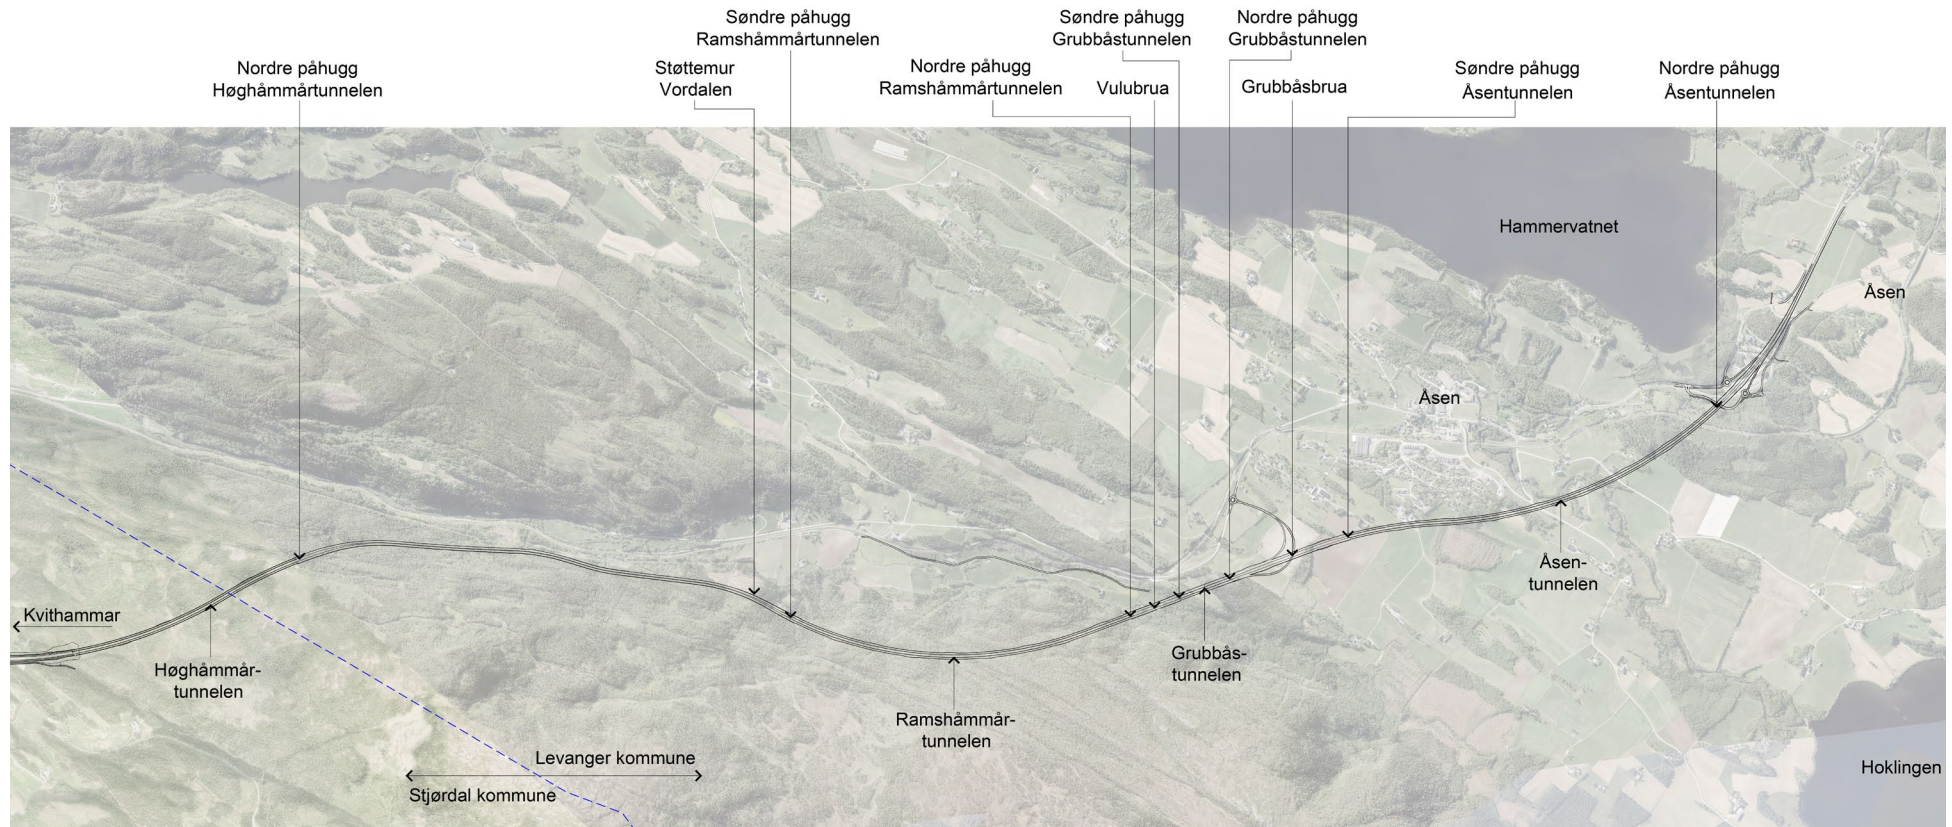 Søndre påhugg
Ramshåmmårtunnelen
Søndre påhugg
Grubbåstunnelen
Nordre påhugg
Grubbåstunnelen
Nordre påhugg
Høghåmmårtunnelen
Støttemur
Vordalen
Nordre påhugg
Ramshåmmårtunnelen
Vulubrua
Grubbåsbrua
Søndre påhugg
Åsentunnelen
Nordre påhugg
Åsentunnelen
Hammervatnet
Åsen
Åsen
Kvithammar
Høghåmmår-
tunnelen
Ramshåmmår-
tunnelen
Grubbås-
tunnelen
Åsen-
tunnelen
Levanger kommune
Stjørdal kommune
Hoklingen